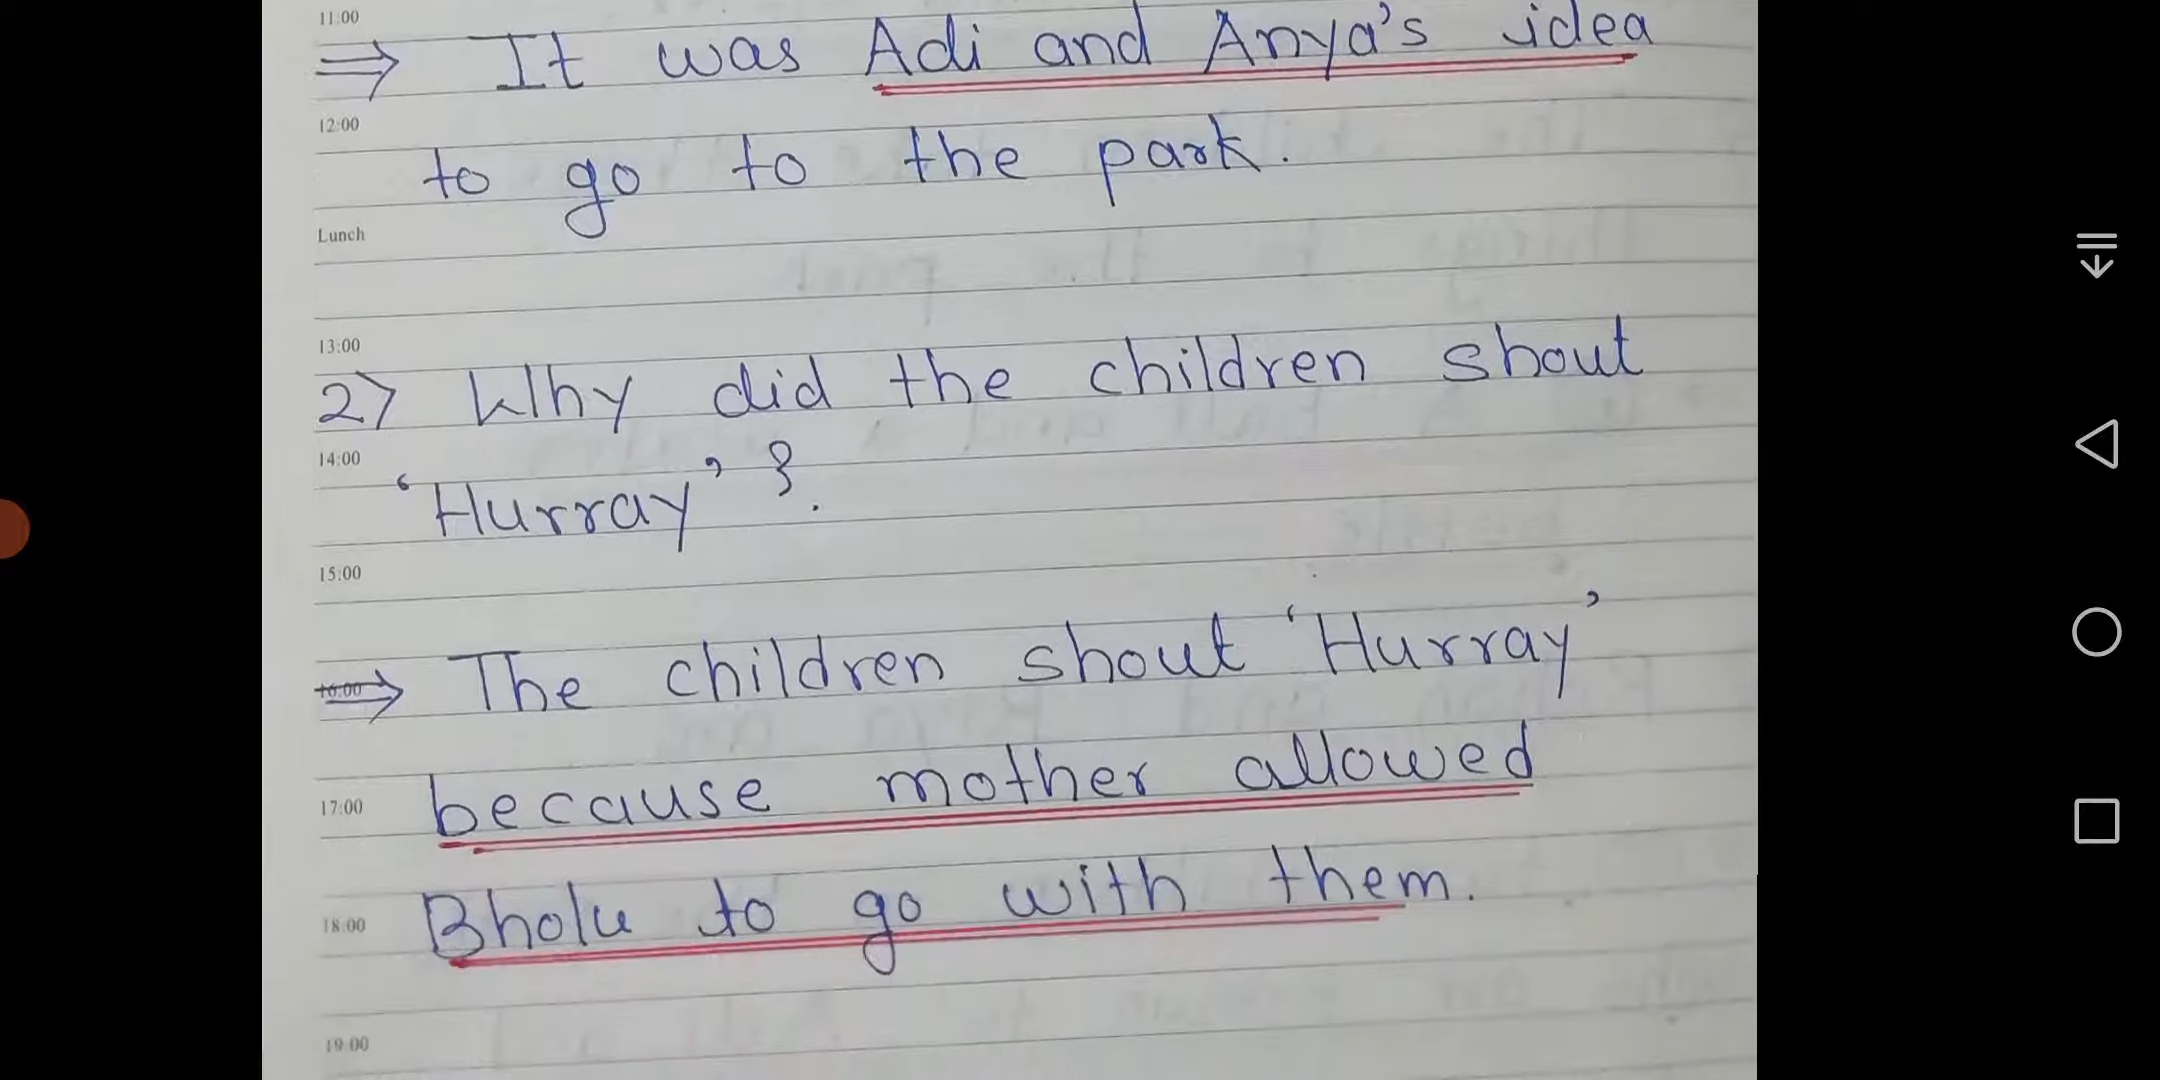 11:00
⇒ It was Adi and Anya's idea
12:00
to go to the park.
Lunch
13:00
2) Why did the children shout
14:00
'Hurray' ?.
15:00
16:00
⇒ The children shout 'Hurray'
because mother allowed
17:00
Bholu to go with them.
18:00
19:00